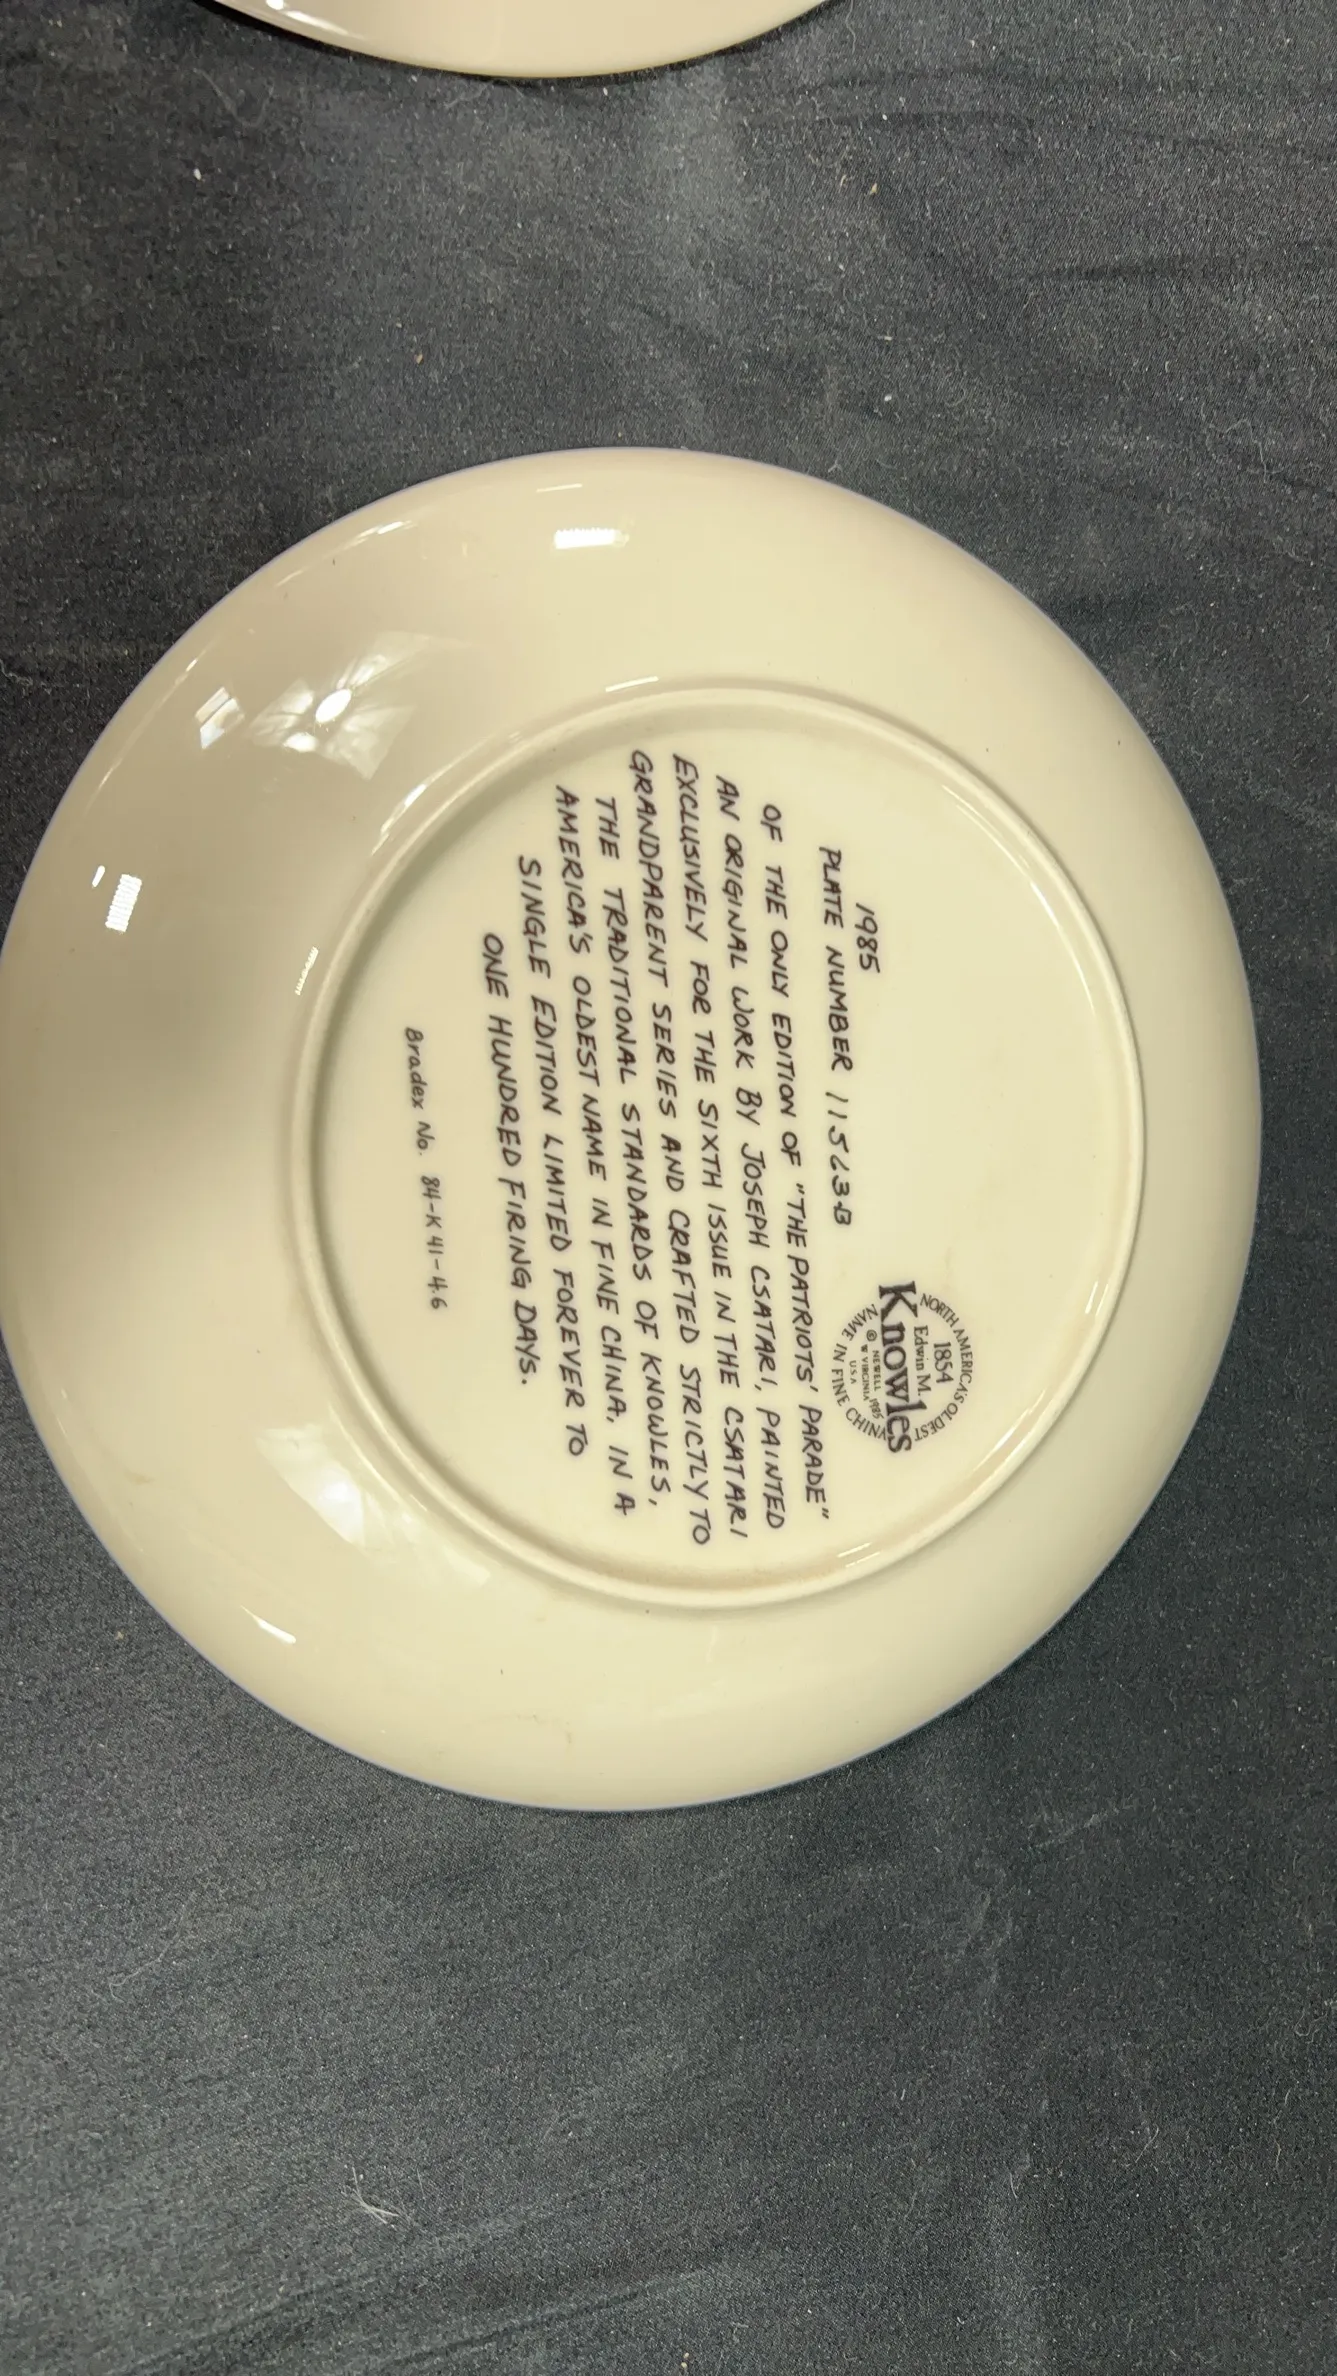 NORTH AMERICA'S OLDEST
1854
Edwin M.
Knowles
© NEWELL 1985
W VIRGINIA
U.S.A
NAME IN FINE CHINA
1985
PLATE NUMBER 11563B
OF THE ONLY EDITION OF "THE PATRIOTS' PARADE"
AN ORIGINAL WORK BY JOSEPH CSATARI, PAINTED
EXCLUSIVELY FOR THE SIXTH ISSUE IN THE CSATARI
GRANDPARENT SERIES AND CRAFTED STRICTLY TO
THE TRADITIONAL STANDARDS OF KNOWLES,
AMERICA'S OLDEST NAME IN FINE CHINA, IN A
SINGLE EDITION LIMITED FOREVER TO
ONE HUNDRED FIRING DAYS.
Bradex No. 84-K41-4.6